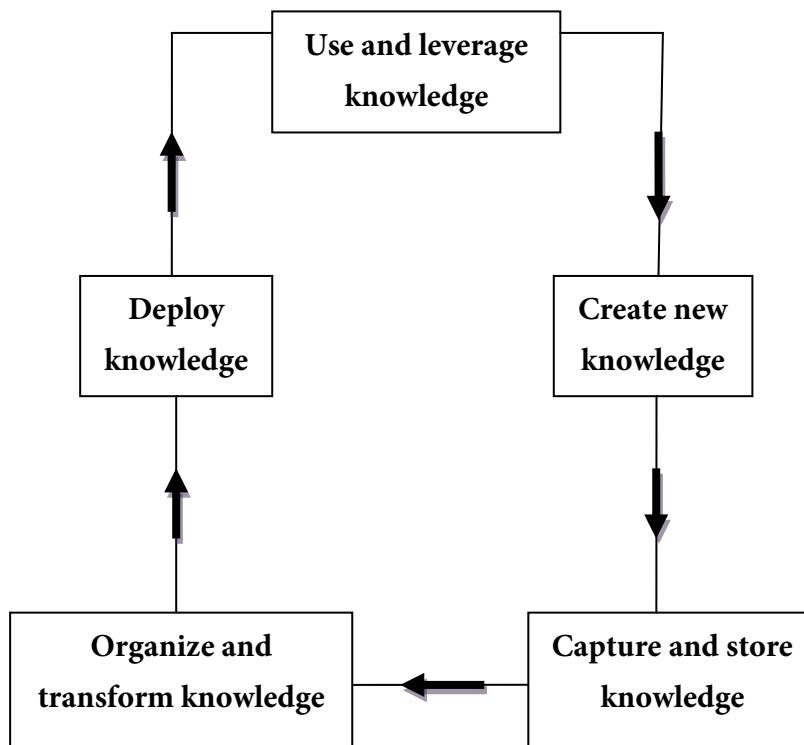 Use and leverage
knowledge
Deploy
knowledge
Create new
knowledge
Organize and
transform knowledge
Capture and store
knowledge